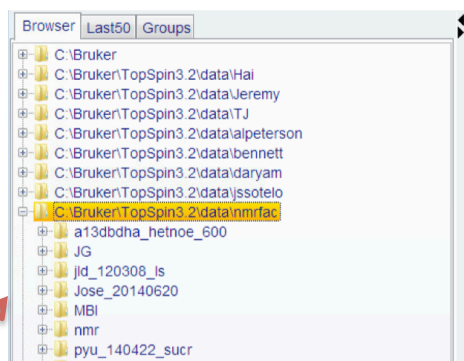 Browser Last50 Groups
C:\Bruker
C:\Bruker\TopSpin3.2\data\Hai
C:\Bruker\TopSpin3.2\data\Jeremy
C:\Bruker\TopSpin3.2\data\TJ
C:\Bruker\TopSpin3.2\data\alpeterson
C:\Bruker\TopSpin3.2\data\bennett
C:\Bruker\TopSpin3.2\data\daryam
C:\Bruker\TopSpin3.2\data\jssotelo
C:\Bruker\TopSpin3.2\data\nmrfac
a13dbdha_hetnoe_600
JG
jld_120308_ls
Jose_20140620
MBI
nmr
pyu_140422_sucr